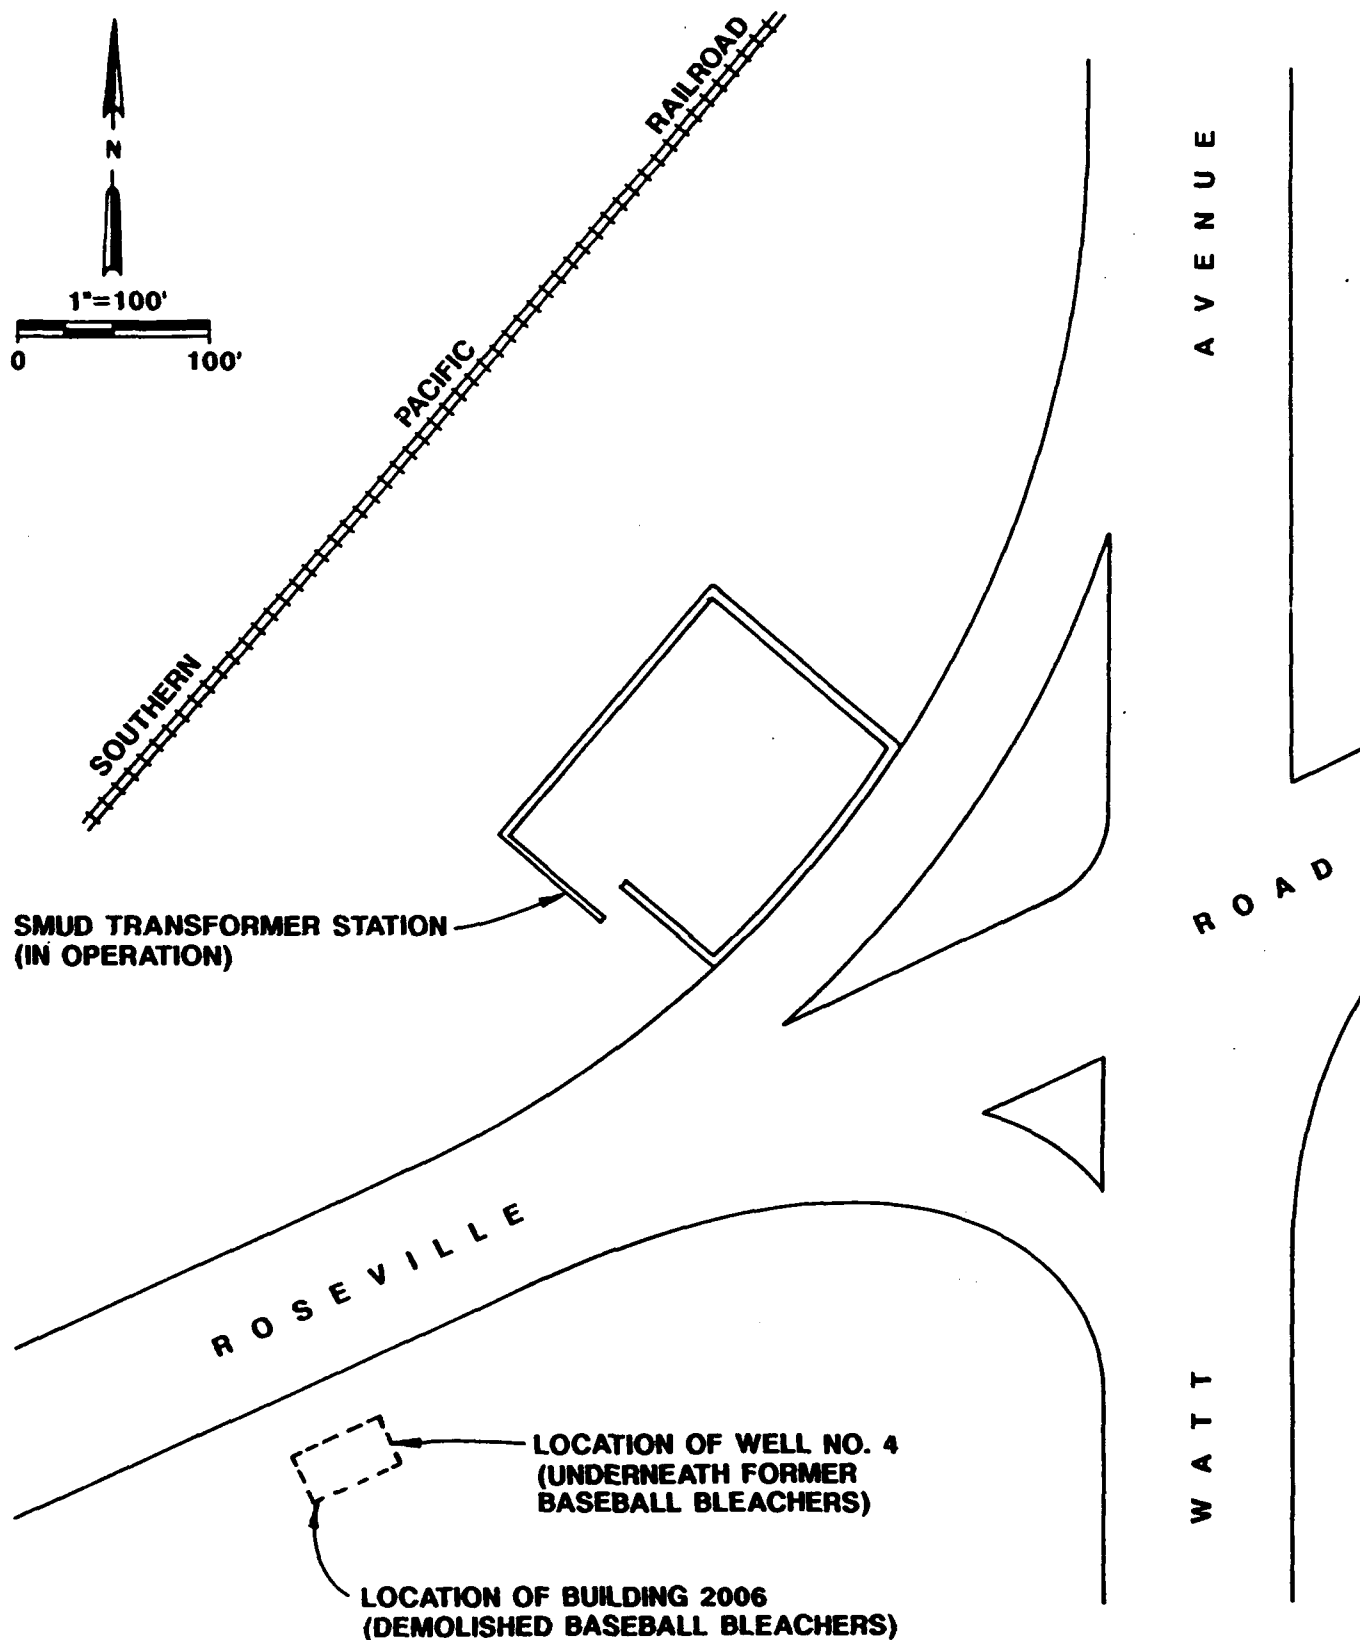 N
1"=100'
0 100'
SOUTHERN PACIFIC RAILROAD
AVENUE
ROAD
SMUD TRANSFORMER STATION
(IN OPERATION)
ROSEVILLE
WATT
LOCATION OF WELL NO. 4
(UNDERNEATH FORMER
BASEBALL BLEACHERS)
LOCATION OF BUILDING 2006
(DEMOLISHED BASEBALL BLEACHERS)